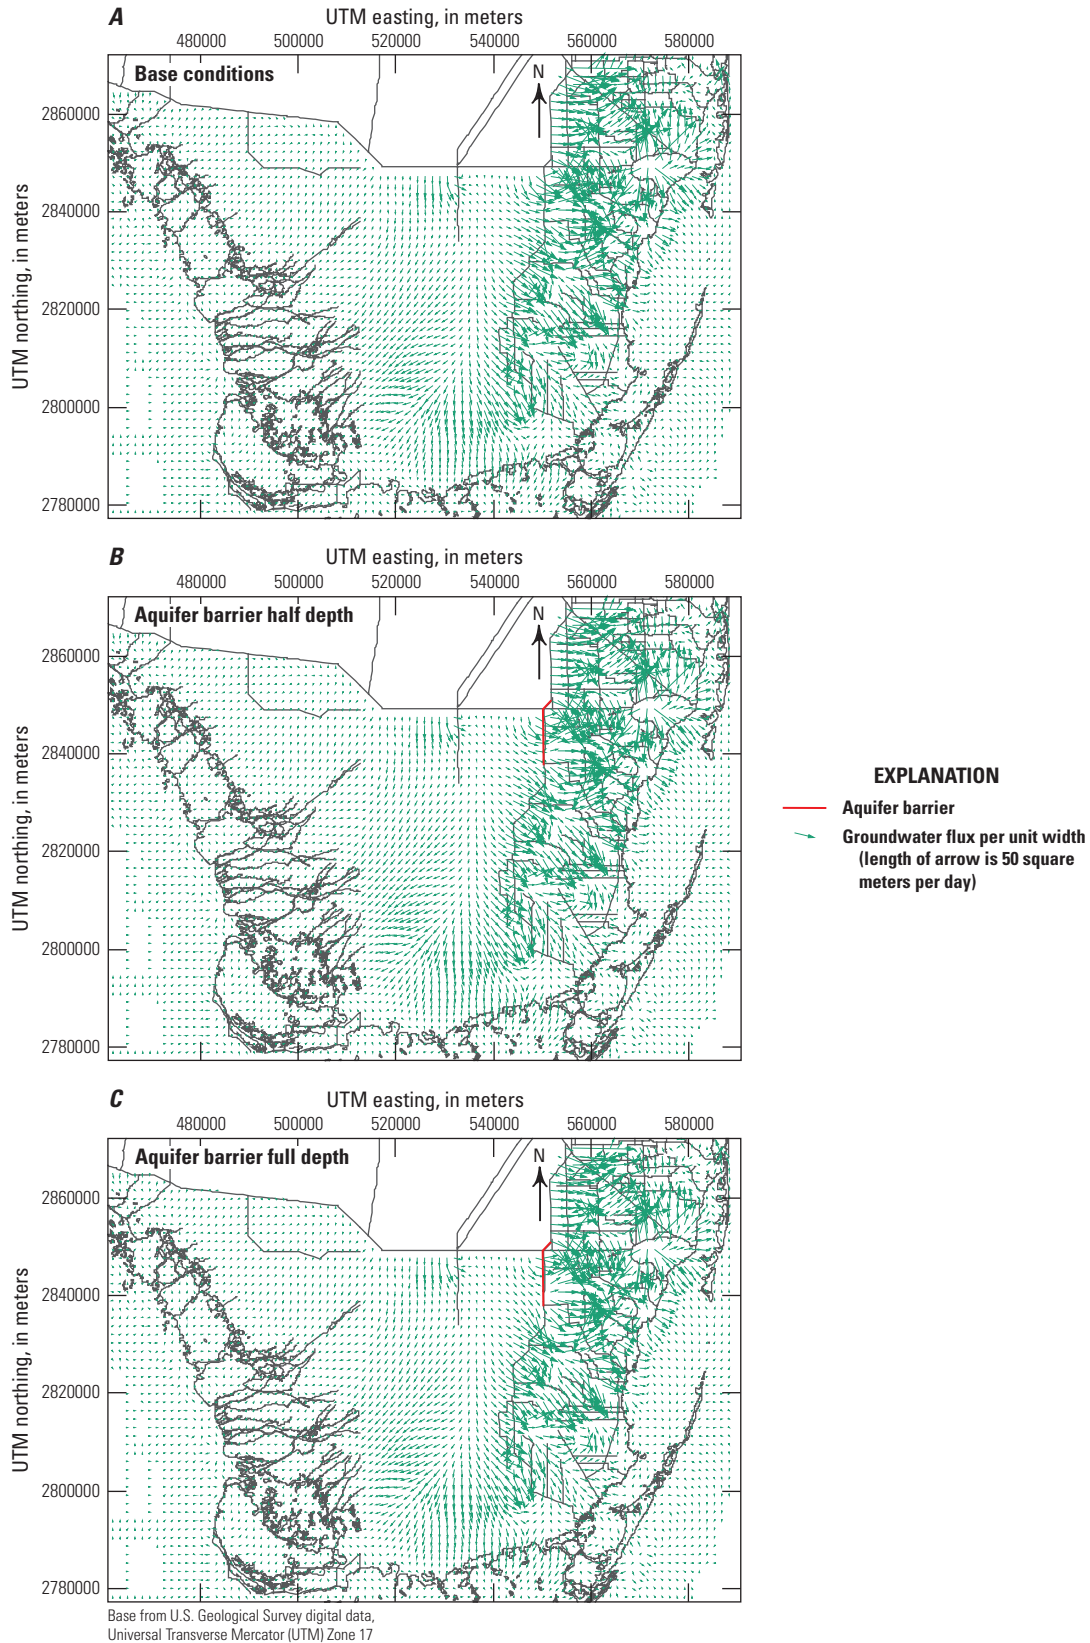 A
UTM easting, in meters
480000 500000 520000 540000 560000 580000
Base conditions
N
UTM northing, in meters
2860000
2840000
2820000
2800000
2780000
B
UTM easting, in meters
480000 500000 520000 540000 560000 580000
Aquifer barrier half depth
N
UTM northing, in meters
2860000
2840000
2820000
2800000
2780000
EXPLANATION
Aquifer barrier
Groundwater flux per unit width
(length of arrow is 50 square
meters per day)
C
UTM easting, in meters
480000 500000 520000 540000 560000 580000
Aquifer barrier full depth
N
UTM northing, in meters
2860000
2840000
2820000
2800000
2780000
Base from U.S. Geological Survey digital data,
Universal Transverse Mercator (UTM) Zone 17